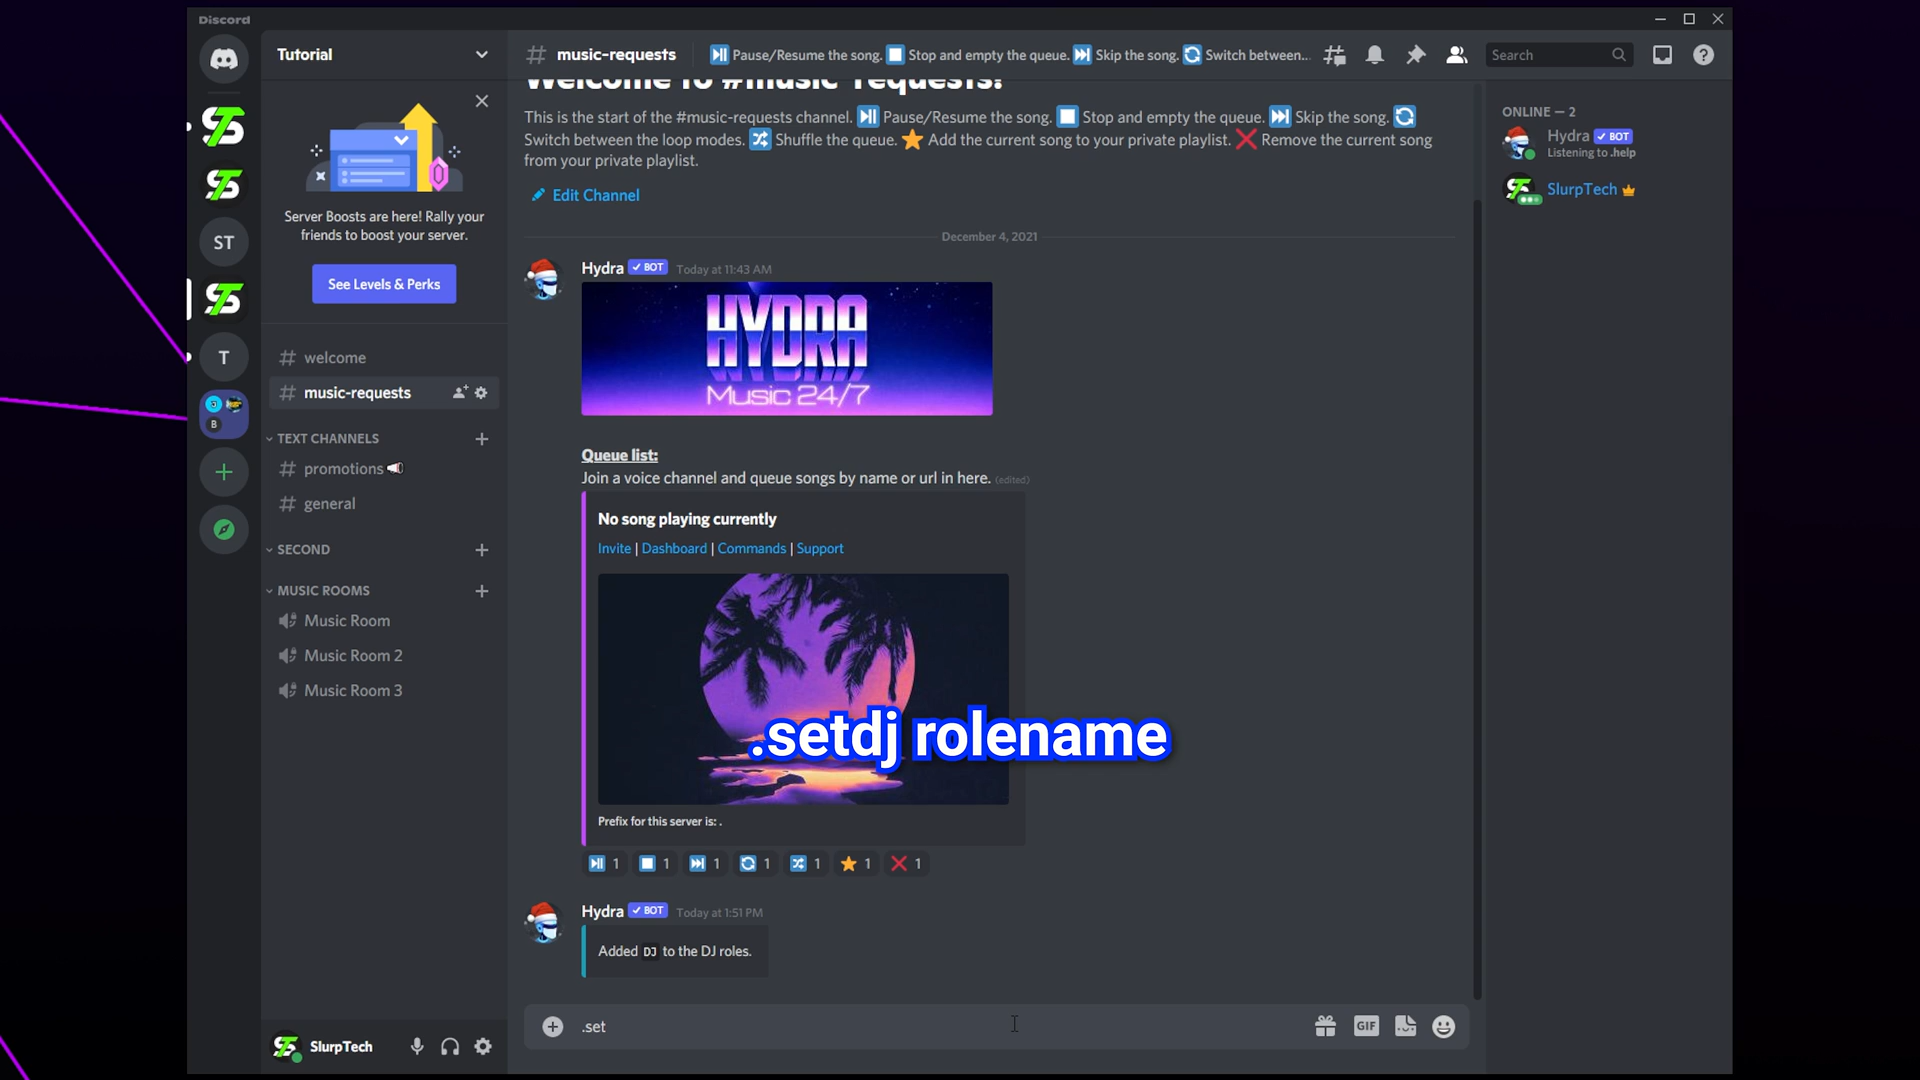 Discord
Tutorial
music-requests
Pause/Resume the song. Stop and empty the queue. Skip the song. Switch between...
Search
Welcome to #music-requests!
This is the start of the #music-requests channel. Pause/Resume the song. Stop and empty the queue. Skip the song.
Switch between the loop modes. Shuffle the queue. Add the current song to your private playlist. Remove the current song
from your private playlist.
Edit Channel
December 4, 2021
Server Boosts are here! Rally your
friends to boost your server.
See Levels & Perks
ST
T
B
welcome
music-requests
TEXT CHANNELS
promotions
general
SECOND
MUSIC ROOMS
Music Room
Music Room 2
Music Room 3
SlurpTech
Hydra BOT Today at 11:43 AM
HYDRA
Music 24/7
Queue list:
Join a voice channel and queue songs by name or url in here. (edited)
No song playing currently
Invite | Dashboard | Commands | Support
.setdj rolename
Prefix for this server is: .
1 1 1 1 1 1 1
Hydra BOT Today at 1:51 PM
Added DJ to the DJ roles.
.set
GIF
ONLINE — 2
Hydra BOT
Listening to .help
SlurpTech